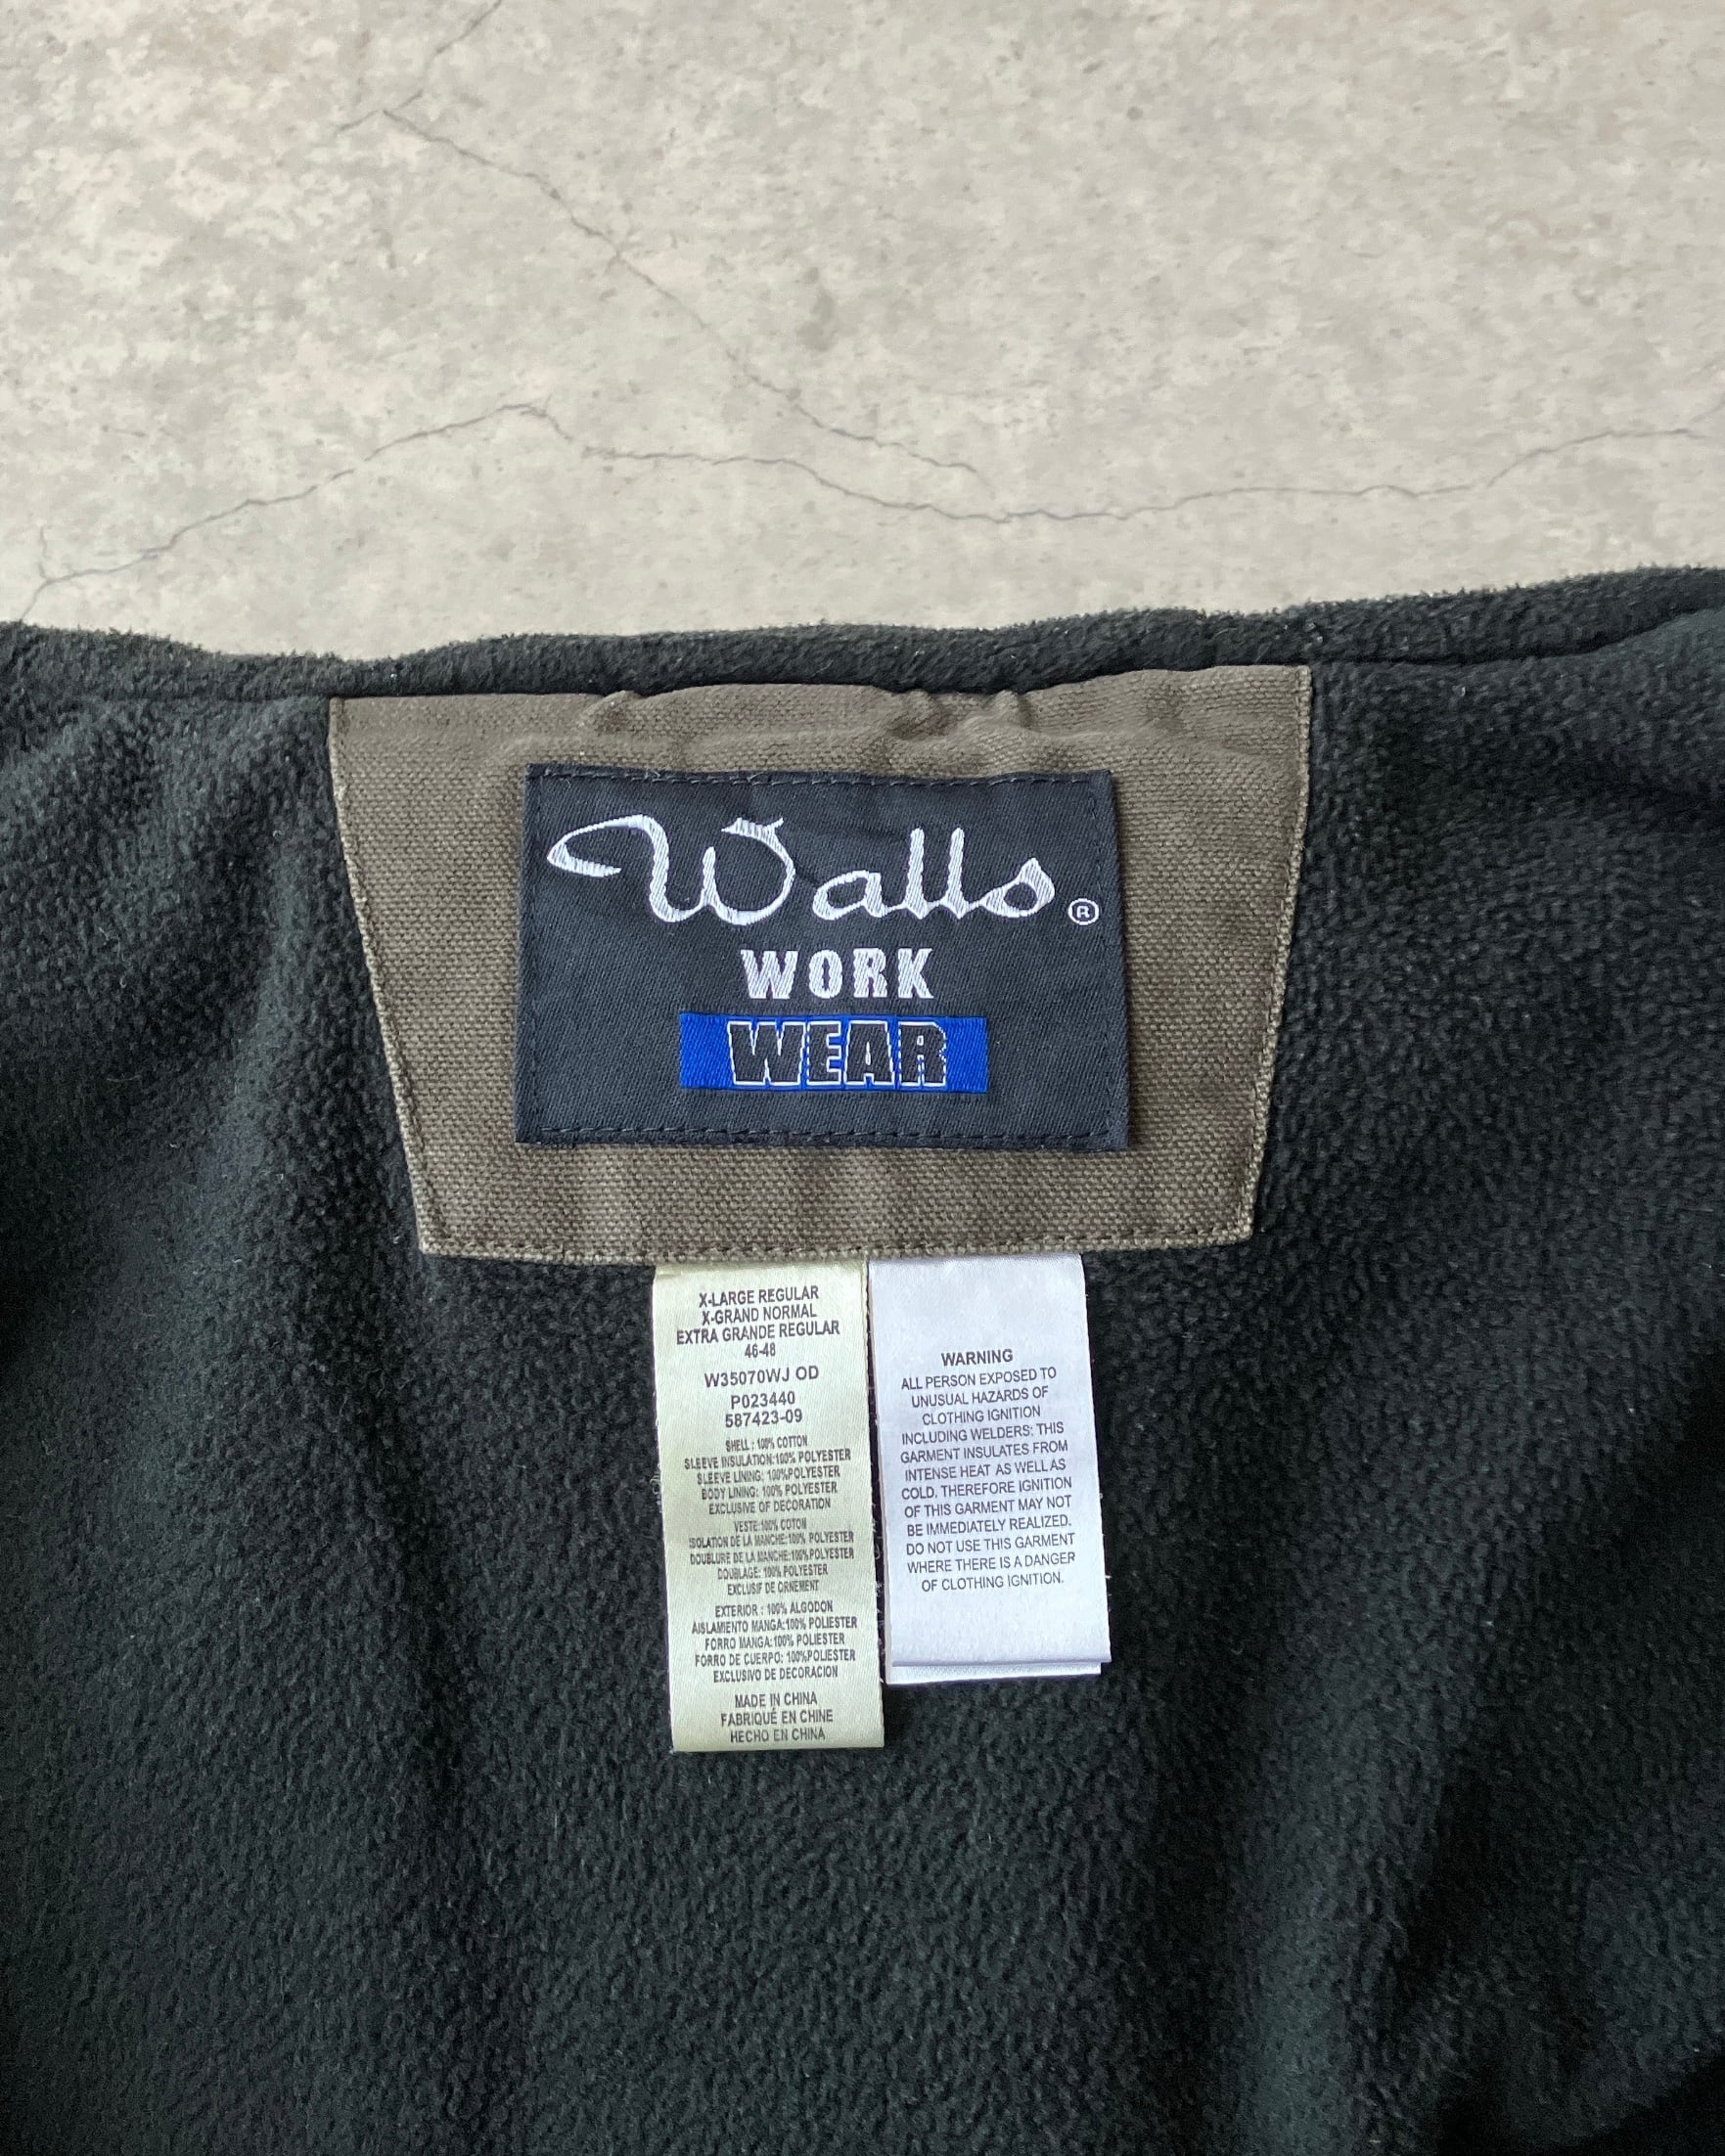 Walls®
WORK
WEAR
X-LARGE REGULAR
X-GRAND NORMAL
EXTRA GRANDE REGULAR
46-48
W35070WJ OD
P023440
587423-09
SHELL : 100% COTTON
SLEEVE INSULATION:100% POLYESTER
SLEEVE LINING: 100%POLYESTER
BODY LINING: 100% POLYESTER
EXCLUSIVE OF DECORATION
VESTE:100% COTON
ISOLATION DE LA MANCHE:100% POLYESTER
DOUBLURE DE LA MANCHE:100%POLYESTER
DOUBLAGE: 100% POLYESTER
EXCLUSIF DE ORNEMENT
EXTERIOR : 100% ALGODON
AISLAMIENTO MANGA:100% POLIESTER
FORRO MANGA:100% POLIESTER
FORRO DE CUERPO: 100%POLIESTER
EXCLUSIVO DE DECORACION
MADE IN CHINA
FABRIQUÉ EN CHINE
HECHO EN CHINA
WARNING
ALL PERSON EXPOSED TO
UNUSUAL HAZARDS OF
CLOTHING IGNITION
INCLUDING WELDERS: THIS
GARMENT INSULATES FROM
INTENSE HEAT AS WELL AS
COLD, THEREFORE IGNITION
OF THIS GARMENT MAY NOT
BE IMMEDIATELY REALIZED.
DO NOT USE THIS GARMENT
WHERE THERE IS A DANGER
OF CLOTHING IGNITION.